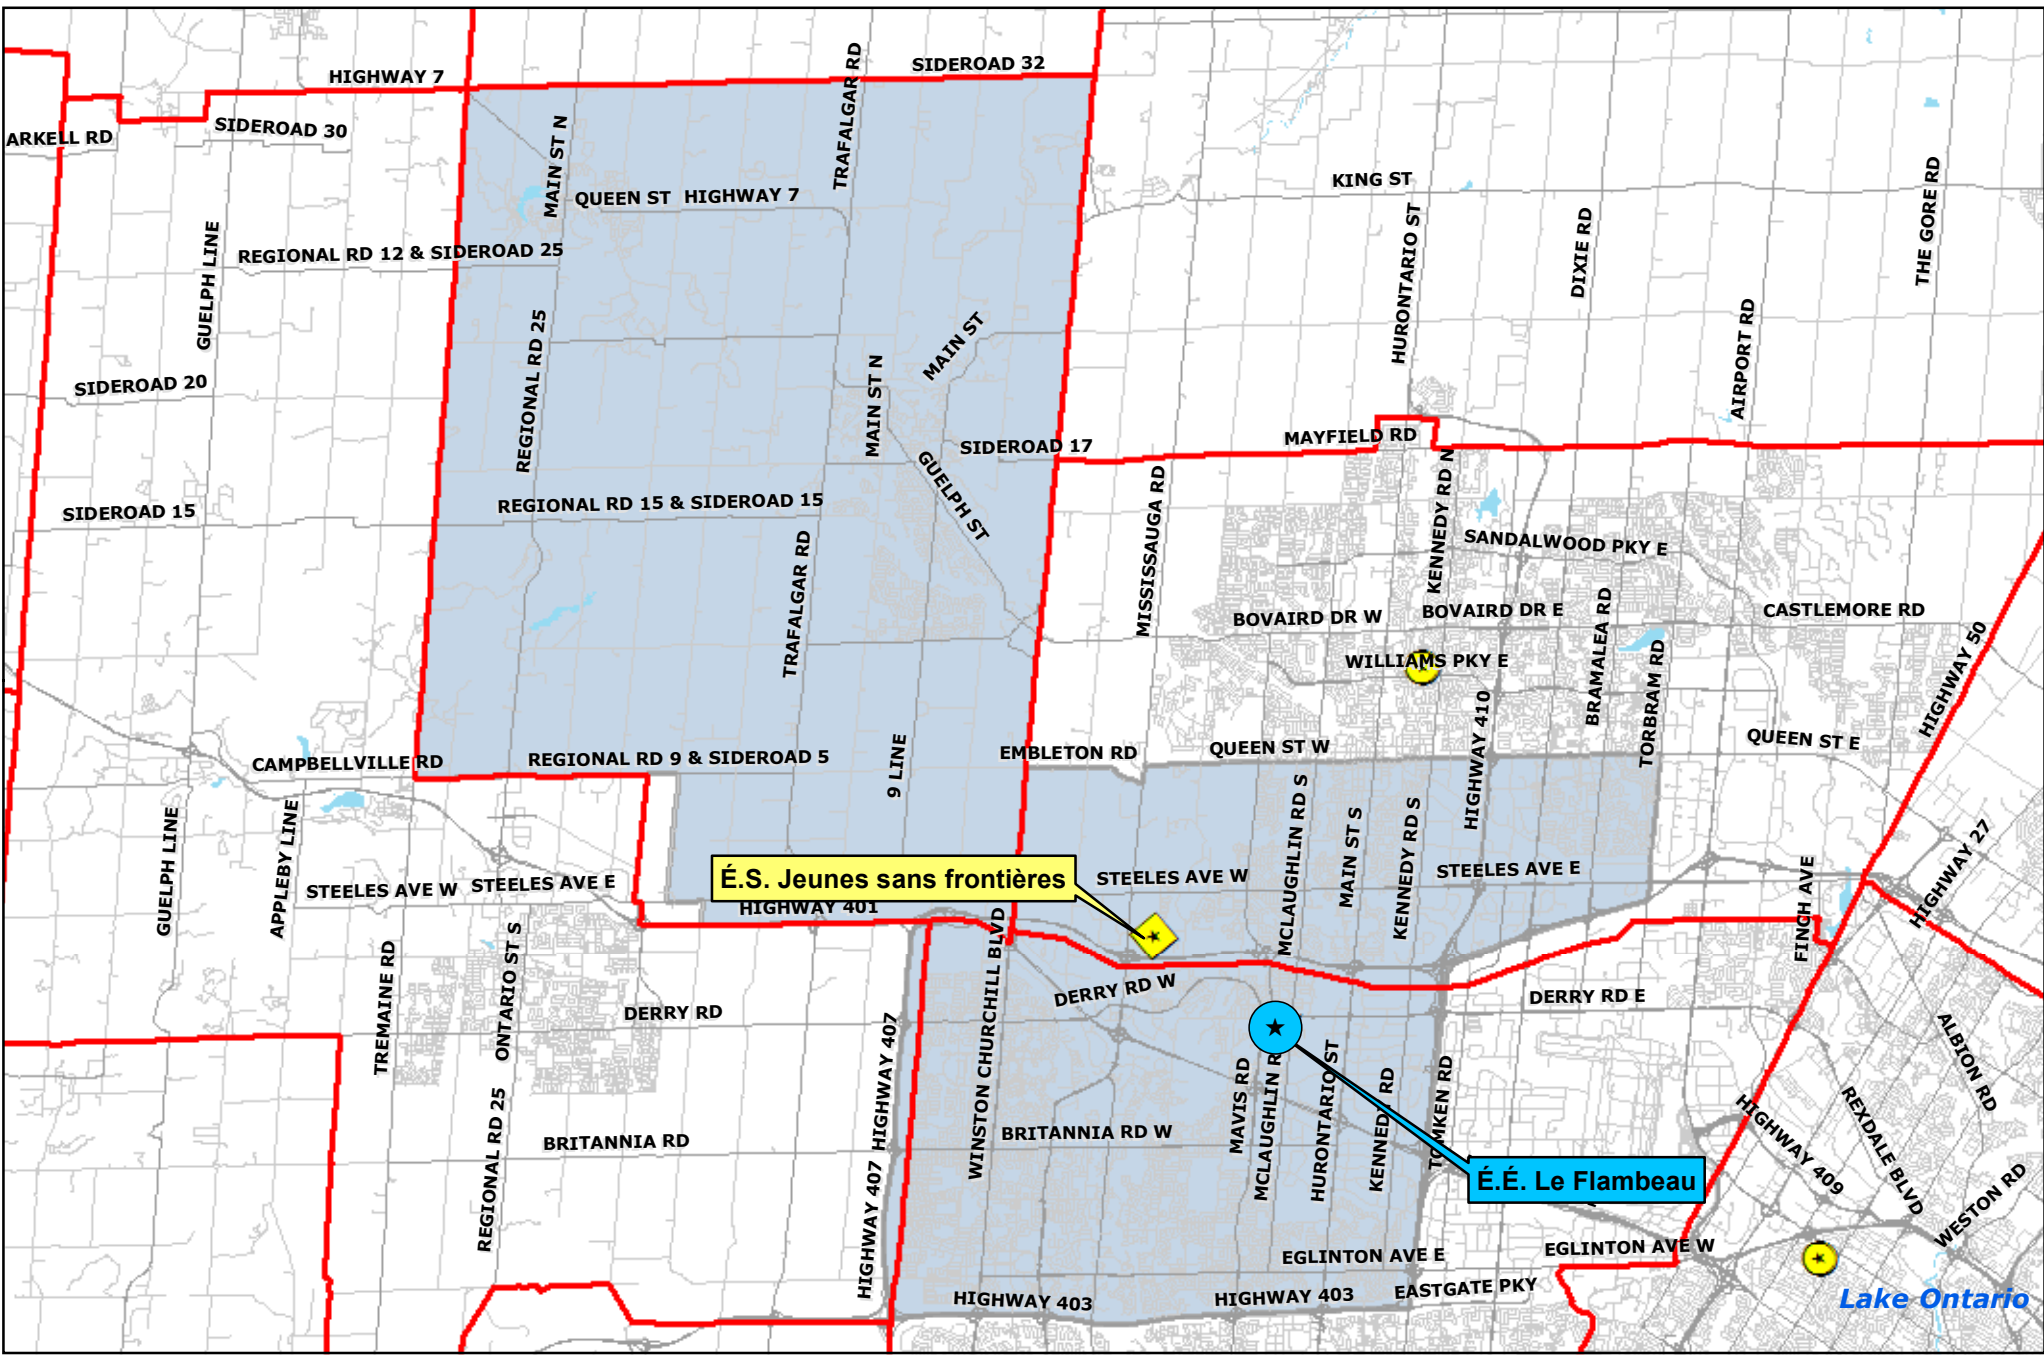 HIGHWAY 7
SIDEROAD 32
TRAFALGAR RD
ARKELL RD
SIDEROAD 30
MAIN ST N
QUEEN ST HIGHWAY 7
KING ST
THE GORE RD
GUELPH LINE
REGIONAL RD 12 & SIDEROAD 25
HURONTARIO ST
DIXIE RD
AIRPORT RD
REGIONAL RD 25
MAIN ST
MAIN ST N
SIDEROAD 20
SIDEROAD 17
MAYFIELD RD
GUELPH ST
MISSISSAUGA RD
KENNEDY RD N
SIDEROAD 15
REGIONAL RD 15 & SIDEROAD 15
SANDALWOOD PKY E
TRAFALGAR RD
BOVAIRD DR W
BOVAIRD DR E
CASTLEMORE RD
BRAMALEA RD
TORBRAM RD
WILLIAMS PKY E
HIGHWAY 50
HIGHWAY 410
CAMPBELLVILLE RD
REGIONAL RD 9 & SIDEROAD 5
9 LINE
EMBLETON RD
QUEEN ST W
QUEEN ST E
GUELPH LINE
APPLEBY LINE
MCLAUGHLIN RD S
MAIN ST S
KENNEDY RD S
HIGHWAY 27
STEELES AVE W
STEELES AVE E
É.S. Jeunes sans frontières
STEELES AVE W
STEELES AVE E
HIGHWAY 401
FINCH AVE
TREMAINE RD
ONTARIO ST S
WINSTON CHURCHILL BLVD
DERRY RD W
DERRY RD E
DERRY RD
HIGHWAY 407
ALBION RD
MAVIS RD
MCLAUGHLIN R
HURONTARIO ST
KENNEDY RD
TOMKEN RD
REXDALE BLVD
HIGHWAY 409
REGIONAL RD 25
BRITANNIA RD
BRITANNIA RD W
É.É. Le Flambeau
HIGHWAY 407
WESTON RD
EGLINTON AVE E
EGLINTON AVE W
HIGHWAY 403
HIGHWAY 403
EASTGATE PKY
Lake Ontario